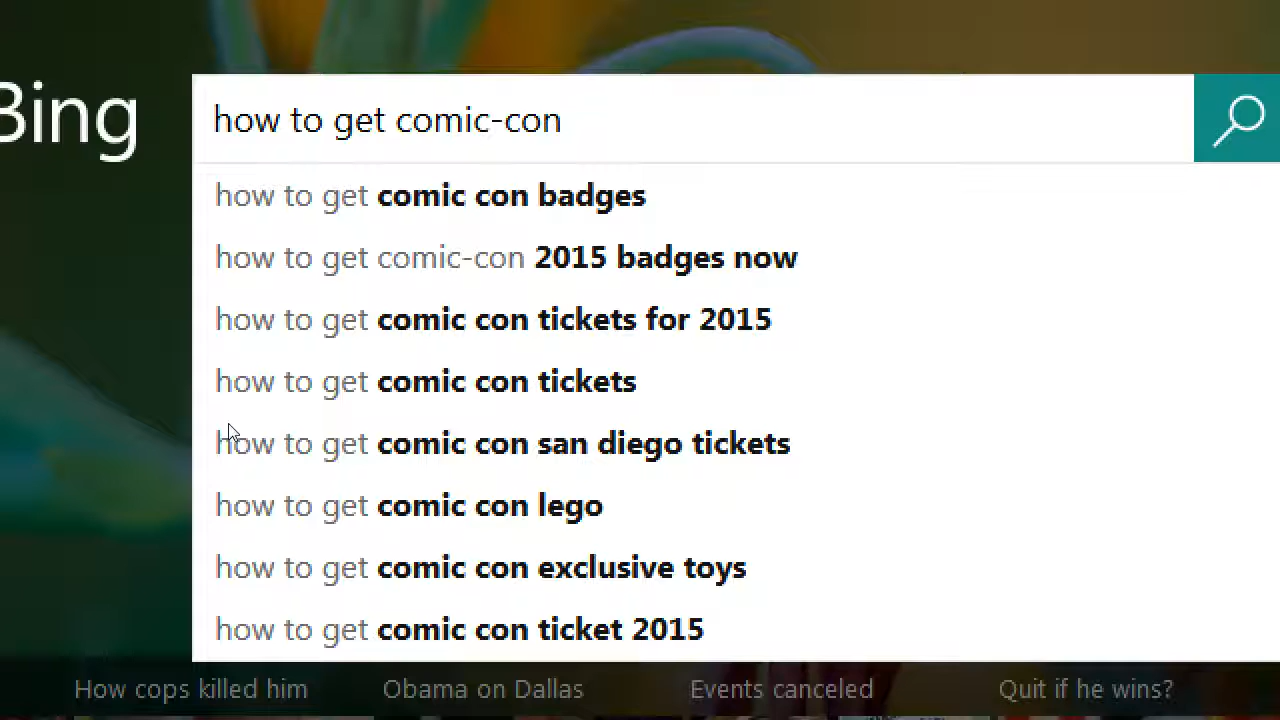 Bing
how to get comic-con
how to get comic con badges
how to get comic-con 2015 badges now
how to get comic con tickets for 2015
how to get comic con tickets
how to get comic con san diego tickets
how to get comic con lego
how to get comic con exclusive toys
how to get comic con ticket 2015
How cops killed him Obama on Dallas Events canceled Quit if he wins?